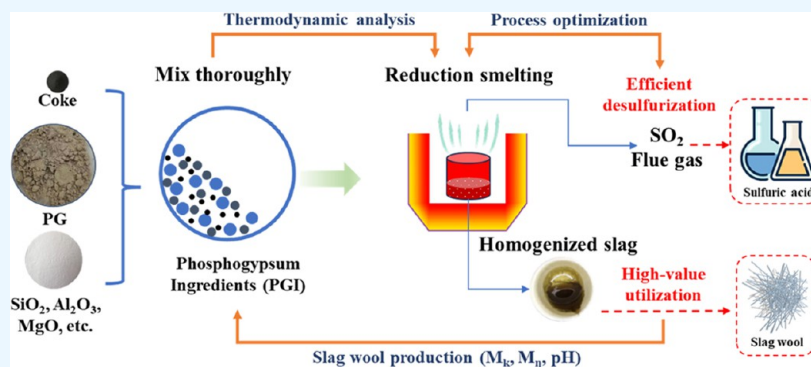 Thermodynamic analysis
Process optimization
Mix thoroughly
Reduction smelting
Coke
PG
SiO₂, Al₂O₃,
MgO, etc.
Phosphogypsum
Ingredients (PGI)
Efficient
desulfurization
SO₂
Flue gas
Sulfuric acid
Homogenized slag
High-value
utilization
Slag wool
Slag wool production (Mₖ, Mₙ, pH)